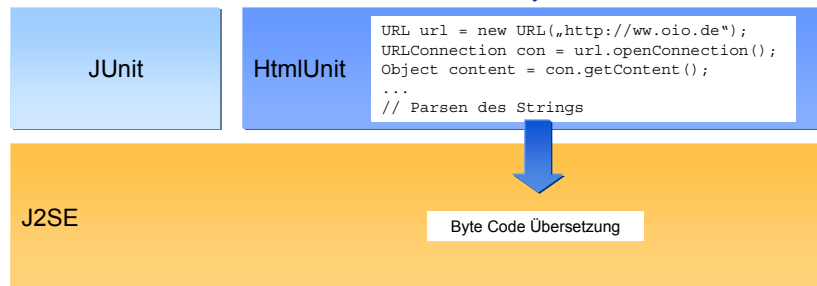 JUnit
HtmlUnit
URL url = new URL(„http://ww.oio.de“);
URLConnection con = url.openConnection();
Object content = con.getContent();
...
// Parsen des Strings
J2SE
Byte Code Übersetzung